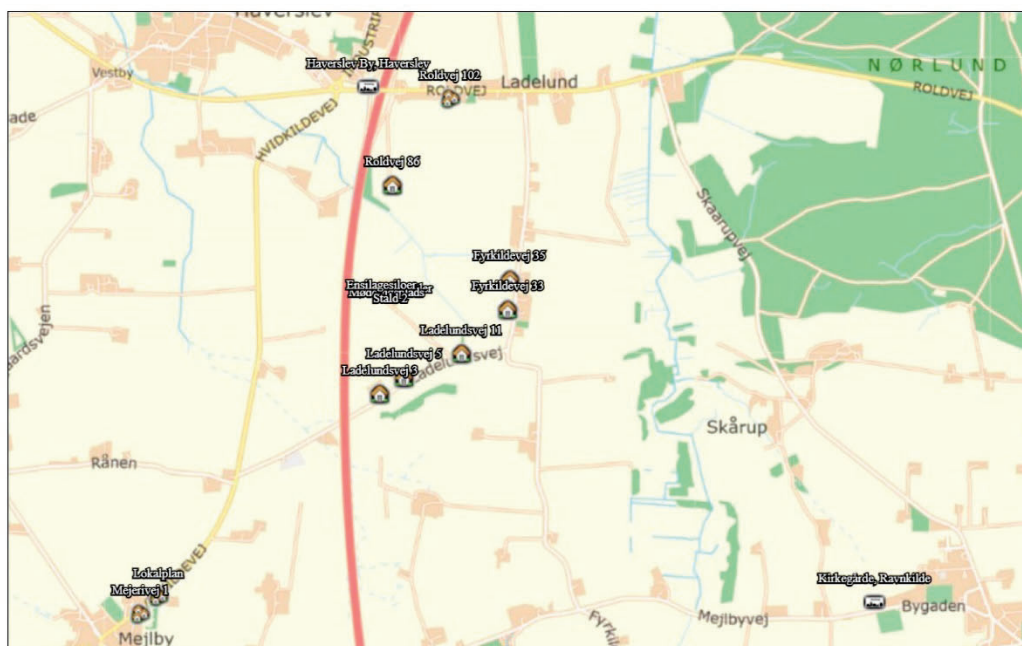 Haverslev
INDUSTRI
Vestby
Haverslev By, Haverslev
Roldvej 102
ROLDVEJ
Ladelund
NØRLUND
ROLDVEJ
HVIDKILDEVEJ
Roldvej 86
Skaarupvej
Fyrkildevej 35
Ensilagesiloer
Fyrkildevej 33
Stald 2
Ladelundsvej 11
Ladelundsvej 5
Ladelundsvej
Ladelundsvej 3
Skårup
Rånen
Lokalplan
Mejerivej 1
Kirkegårde, Ravnkilde
Bygaden
Mejlbyvej
Mejlby